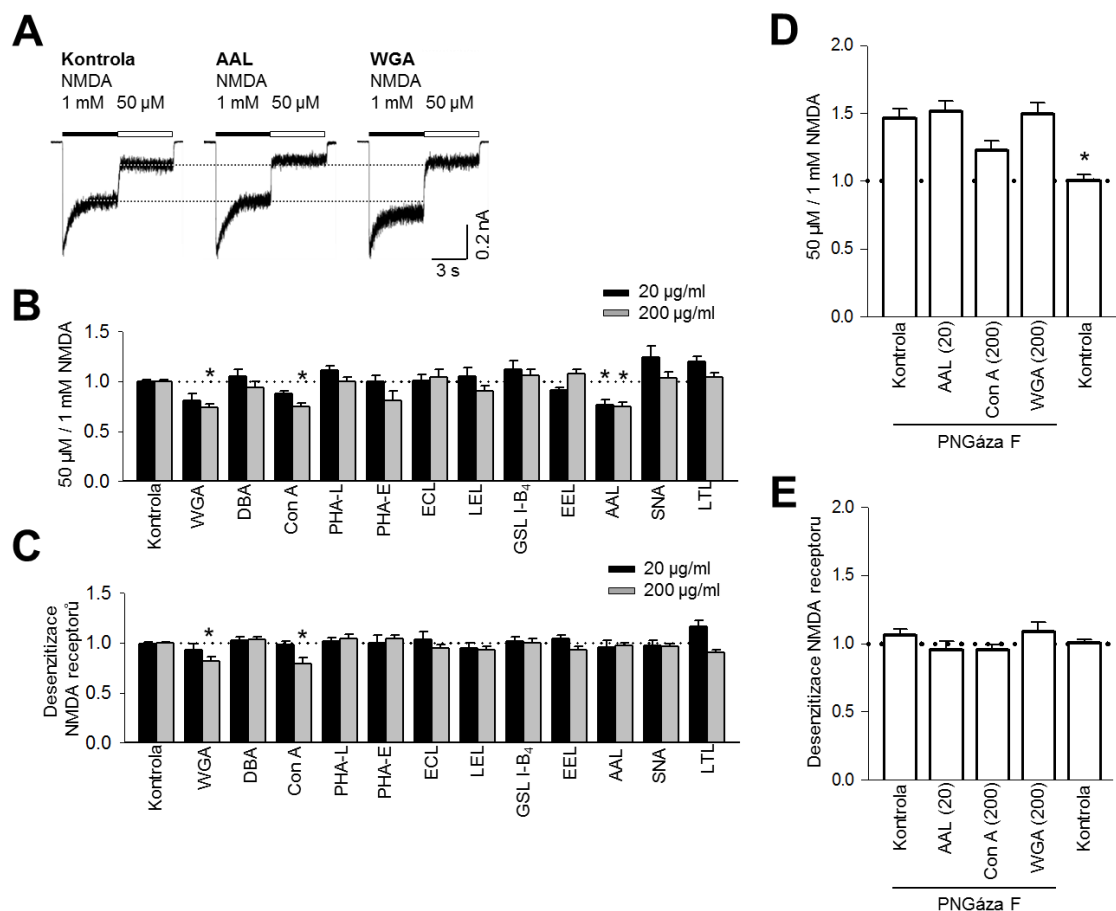 A
Kontrola
NMDA
1 mM 50 µM
AAL
NMDA
1 mM 50 µM
WGA
NMDA
1 mM 50 µM
0.2 nA
3 s
B
20 µg/ml
200 µg/ml
50 µM / 1 mM NMDA
1.5
1.0
0.5
0.0
* * * *
Kontrola
WGA
DBA
Con A
PHA-L
PHA-E
ECL
LEL
GSL I-B4
EEL
AAL
SNA
LTL
C
20 µg/ml
200 µg/ml
Desenzitizace
NMDA receptorů
1.5
1.0
0.5
0.0
* *
Kontrola
WGA
DBA
Con A
PHA-L
PHA-E
ECL
LEL
GSL I-B4
EEL
AAL
SNA
LTL
D
50 µM / 1 mM NMDA
2.0
1.5
1.0
0.5
0.0
*
Kontrola
AAL (20)
Con A (200)
WGA (200)
Kontrola
PNGáza F
E
Desenzitizace NMDA receptoru
2.0
1.5
1.0
0.5
0.0
Kontrola
AAL (20)
Con A (200)
WGA (200)
Kontrola
PNGáza F